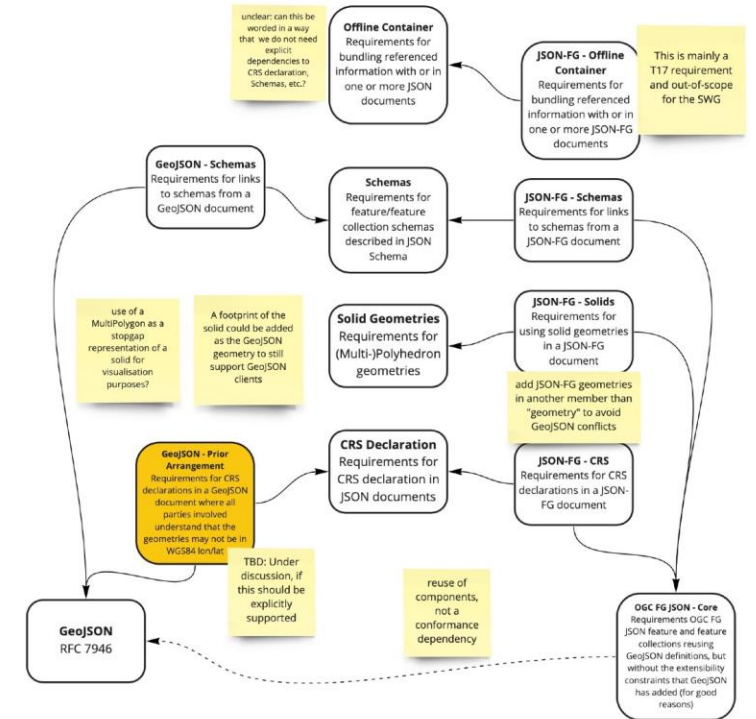 unclear: can this be
worded in a way
that we do not need
explicit
dependencies to
CRS declaration,
Schemas, etc.?
Offline Container
Requirements for
bundling referenced
information with or in
one or more JSON
documents
JSON-FG - Offline
Container
Requirements for
bundling referenced
information with or in
one or more JSON-FG
documents
This is mainly a
T17 requirement
and out-of-scope
for the SWG
GeoJSON - Schemas
Requirements for links
to schemas from a
GeoJSON document
Schemas
Requirements for
feature/feature
collection schemas
described in JSON
Schema
JSON-FG - Schemas
Requirements for links
to schemas from a
JSON-FG document
use of a
MultiPolygon as a
stopgap
representation of a
solid for
visualisation
purposes?
A footprint of the
solid could be added
as the GeoJSON
geometry to still
support GeoJSON
clients
Solid Geometries
Requirements for
(Multi-)Polyhedron
geometries
JSON-FG - Solids
Requirements for
using solid geometries
in a JSON-FG
document
add JSON-FG geometries
in another member than
"geometry" to avoid
GeoJSON conflicts
GeoJSON - Prior
Arrangement
Requirements for CRS
declarations in a GeoJSON
document where all
parties involved
understand that the
geometries may not be in
WGS84 lon/lat
CRS Declaration
Requirements for
CRS declaration in
JSON documents
JSON-FG - CRS
Requirements for CRS
declarations in a JSON-
FG document
TBD: Under
discussion, if
this should be
explicitly
supported
reuse of
components,
not a
conformance
dependency
GeoJSON
RFC 7946
OGC FG JSON - Core
Requirements OGC FG
JSON feature and feature
collections reusing
GeoJSON definitions, but
without the extensibility
constraints that GeoJSON
has added (for good
reasons)